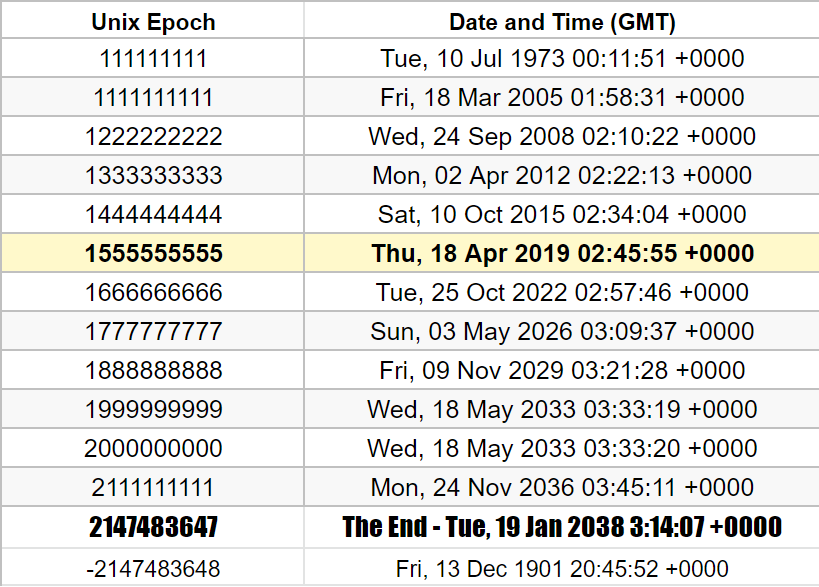 Unix Epoch Date and Time (GMT)
111111111 Tue, 10 Jul 1973 00:11:51 +0000
1111111111 Fri, 18 Mar 2005 01:58:31 +0000
1222222222 Wed, 24 Sep 2008 02:10:22 +0000
1333333333 Mon, 02 Apr 2012 02:22:13 +0000
1444444444 Sat, 10 Oct 2015 02:34:04 +0000
1555555555 Thu, 18 Apr 2019 02:45:55 +0000
1666666666 Tue, 25 Oct 2022 02:57:46 +0000
1777777777 Sun, 03 May 2026 03:09:37 +0000
1888888888 Fri, 09 Nov 2029 03:21:28 +0000
1999999999 Wed, 18 May 2033 03:33:19 +0000
2000000000 Wed, 18 May 2033 03:33:20 +0000
2111111111 Mon, 24 Nov 2036 03:45:11 +0000
2147483647 The End - Tue, 19 Jan 2038 3:14:07 +0000
-2147483648 Fri, 13 Dec 1901 20:45:52 +0000